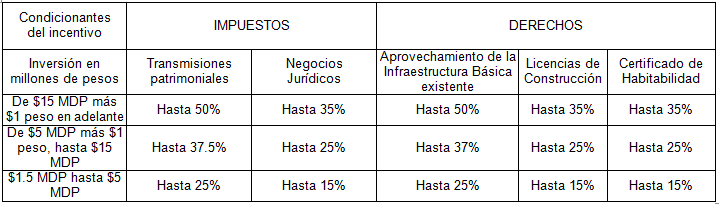 Condicionantes
del incentivo
IMPUESTOS
DERECHOS
Inversión en
millones de pesos
Transmisiones
patrimoniales
Negocios
Jurídicos
Aprovechamiento de la
Infraestructura Básica
existente
Licencias de
Construcción
Certificado de
Habitabilidad
De $15 MDP más
$1 peso en adelante
Hasta 50%
Hasta 35%
Hasta 50%
Hasta 35%
Hasta 35%
De $5 MDP más $1
peso, hasta $15
MDP
Hasta 37.5%
Hasta 25%
Hasta 37%
Hasta 25%
Hasta 25%
$1.5 MDP hasta $5
MDP
Hasta 25%
Hasta 15%
Hasta 25%
Hasta 15%
Hasta 15%